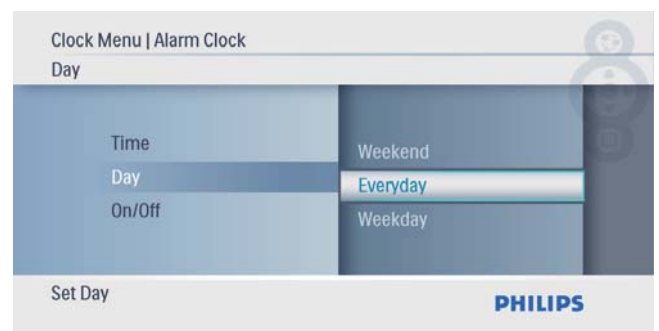 Clock Menu | Alarm Clock
Day
Time
Day
On/Off
Weekend
Everyday
Weekday
Set Day
PHILIPS